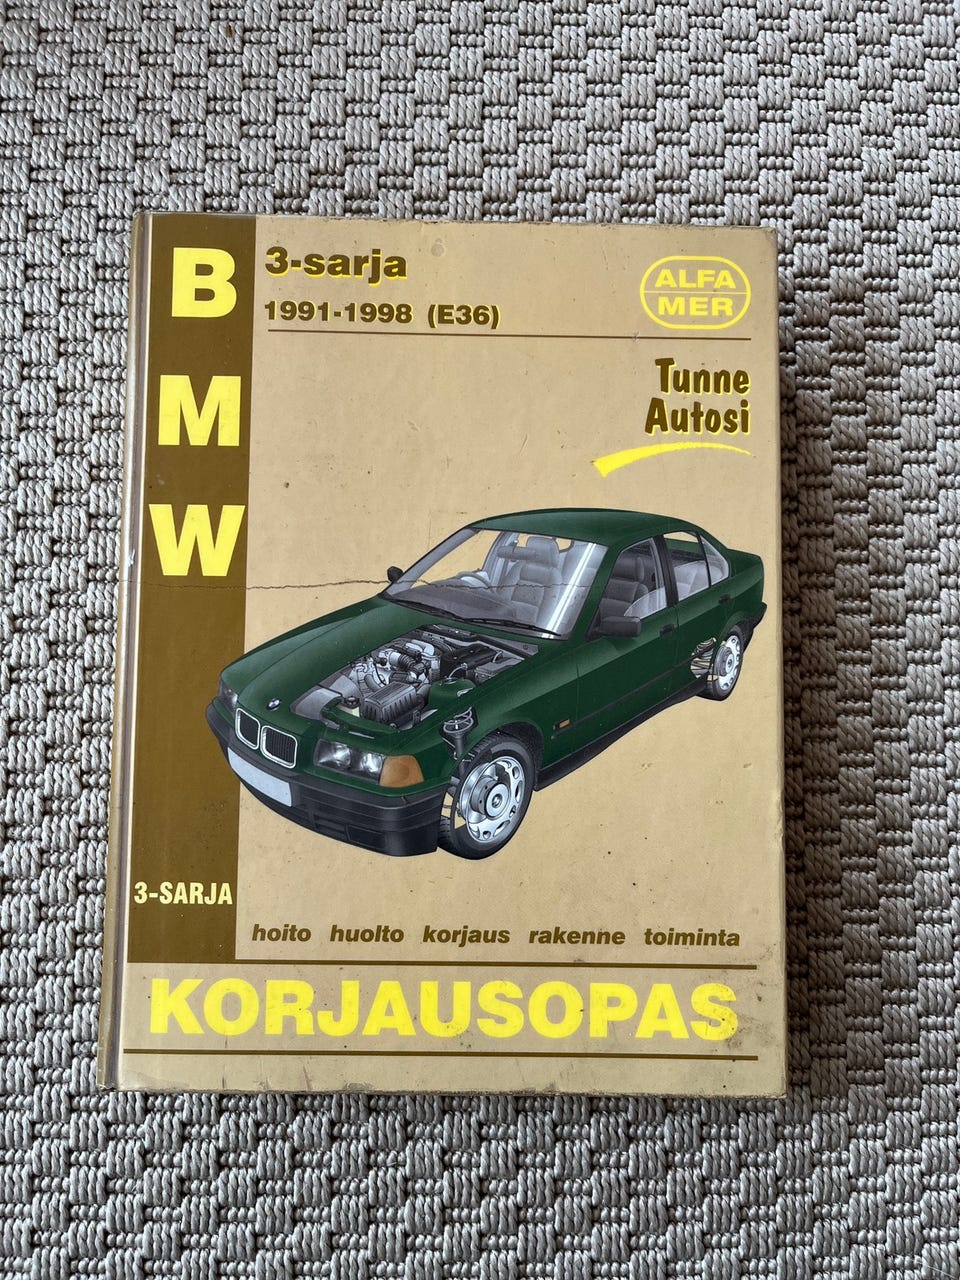 B
M
W
3-sarja
1991-1998 (E36)
ALFA
MER
Tunne
Autosi
3-SARJA
hoito huolto korjaus rakenne toiminta
KORJAUSOPAS